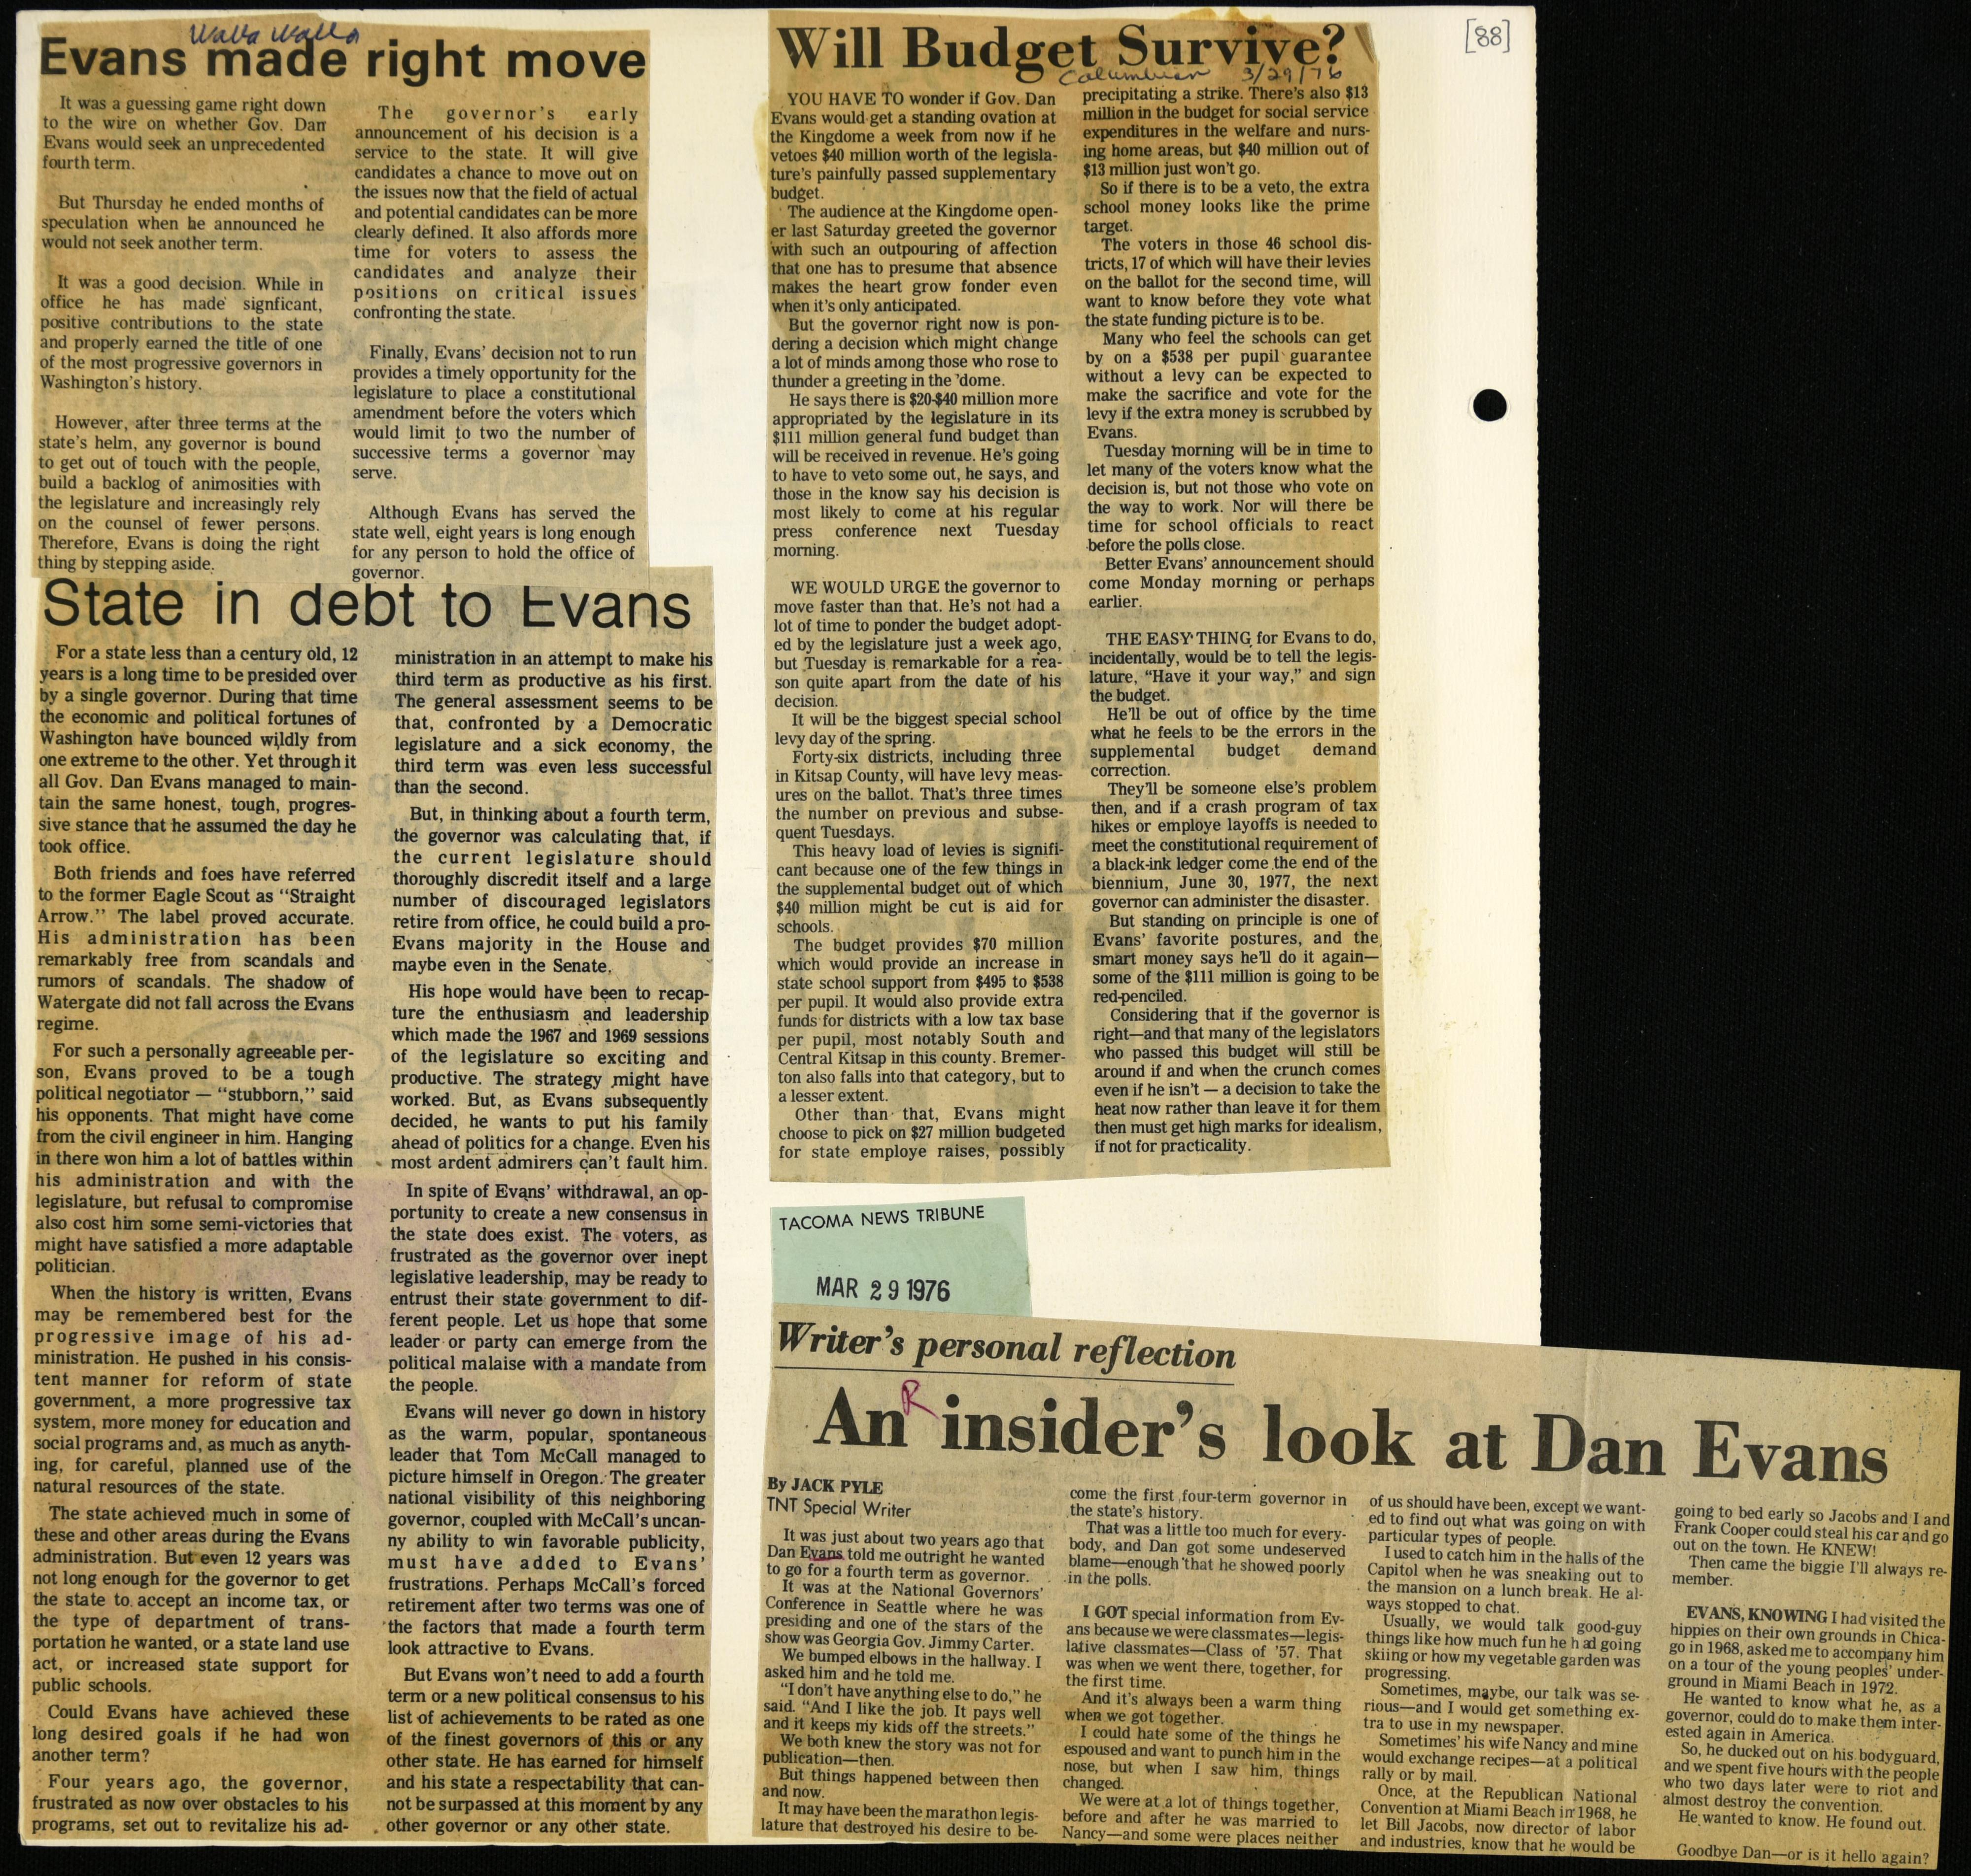 [88]
Walla Walla
Evans made right move
It was a guessing game right down
to the wire on whether Gov. Dan
Evans would seek an unprecedented
fourth term.
But Thursday he ended months of
speculation when he announced he
would not seek another term.
It was a good decision. While in
office he has made signficant,
positive contributions to the state
and properly earned the title of one
of the most progressive governors in
Washington's history.
However, after three terms at the
state's helm, any governor is bound
to get out of touch with the people,
build a backlog of animosities with
the legislature and increasingly rely
on the counsel of fewer persons.
Therefore, Evans is doing the right
thing by stepping aside.
The governor's early
announcement of his decision is a
service to the state. It will give
candidates a chance to move out on
the issues now that the field of actual
and potential candidates can be more
clearly defined. It also affords more
time for voters to assess the
candidates and analyze their
positions on critical issues
confronting the state.
Finally, Evans' decision not to run
provides a timely opportunity for the
legislature to place a constitutional
amendment before the voters which
would limit to two the number of
successive terms a governor may
serve.
Although Evans has served the
state well, eight years is long enough
for any person to hold the office of
governor.
State in debt to Evans
For a state less than a century old, 12
years is a long time to be presided over
by a single governor. During that time
the economic and political fortunes of
Washington have bounced wildly from
one extreme to the other. Yet through it
all Gov. Dan Evans managed to main-
tain the same honest, tough, progres-
sive stance that he assumed the day he
took office.
Both friends and foes have referred
to the former Eagle Scout as "Straight
Arrow." The label proved accurate.
His administration has been
remarkably free from scandals and
rumors of scandals. The shadow of
Watergate did not fall across the Evans
regime.
For such a personally agreeable per-
son, Evans proved to be a tough
political negotiator — "stubborn," said
his opponents. That might have come
from the civil engineer in him. Hanging
in there won him a lot of battles within
his administration and with the
legislature, but refusal to compromise
also cost him some semi-victories that
might have satisfied a more adaptable
politician.
When the history is written, Evans
may be remembered best for the
progressive image of his ad-
ministration. He pushed in his consis-
tent manner for reform of state
government, a more progressive tax
system, more money for education and
social programs and, as much as anyth-
ing, for careful, planned use of the
natural resources of the state.
The state achieved much in some of
these and other areas during the Evans
administration. But even 12 years was
not long enough for the governor to get
the state to accept an income tax, or
the type of department of trans-
portation he wanted, or a state land use
act, or increased state support for
public schools.
Could Evans have achieved these
long desired goals if he had won
another term?
Four years ago, the governor,
frustrated as now over obstacles to his
programs, set out to revitalize his ad-
ministration in an attempt to make his
third term as productive as his first.
The general assessment seems to be
that, confronted by a Democratic
legislature and a sick economy, the
third term was even less successful
than the second.
But, in thinking about a fourth term,
the governor was calculating that, if
the current legislature should
thoroughly discredit itself and a large
number of discouraged legislators
retire from office, he could build a pro-
Evans majority in the House and
maybe even in the Senate.
His hope would have been to recap-
ture the enthusiasm and leadership
which made the 1967 and 1969 sessions
of the legislature so exciting and
productive. The strategy might have
worked. But, as Evans subsequently
decided, he wants to put his family
ahead of politics for a change. Even his
most ardent admirers can't fault him.
In spite of Evans' withdrawal, an op-
portunity to create a new consensus in
the state does exist. The voters, as
frustrated as the governor over inept
legislative leadership, may be ready to
entrust their state government to dif-
ferent people. Let us hope that some
leader or party can emerge from the
political malaise with a mandate from
the people.
Evans will never go down in history
as the warm, popular, spontaneous
leader that Tom McCall managed to
picture himself in Oregon. The greater
national visibility of this neighboring
governor, coupled with McCall's uncan-
ny ability to win favorable publicity,
must have added to Evans'
frustrations. Perhaps McCall's forced
retirement after two terms was one of
the factors that made a fourth term
look attractive to Evans.
But Evans won't need to add a fourth
term or a new political consensus to his
list of achievements to be rated as one
of the finest governors of this or any
other state. He has earned for himself
and his state a respectability that can-
not be surpassed at this moment by any
other governor or any other state.
Will Budget Survive?
Columbian 3/29/76
YOU HAVE TO wonder if Gov. Dan
Evans would get a standing ovation at
the Kingdome a week from now if he
vetoes $40 million worth of the legisla-
ture's painfully passed supplementary
budget.
The audience at the Kingdome open-
er last Saturday greeted the governor
with such an outpouring of affection
that one has to presume that absence
makes the heart grow fonder even
when it's only anticipated.
But the governor right now is pon-
dering a decision which might change
a lot of minds among those who rose to
thunder a greeting in the 'dome.
He says there is $20-$40 million more
appropriated by the legislature in its
$111 million general fund budget than
will be received in revenue. He's going
to have to veto some out, he says, and
those in the know say his decision is
most likely to come at his regular
press conference next Tuesday
morning.
WE WOULD URGE the governor to
move faster than that. He's not had a
lot of time to ponder the budget adopt-
ed by the legislature just a week ago,
but Tuesday is remarkable for a rea-
son quite apart from the date of his
decision.
It will be the biggest special school
levy day of the spring.
Forty-six districts, including three
in Kitsap County, will have levy meas-
ures on the ballot. That's three times
the number on previous and subse-
quent Tuesdays.
This heavy load of levies is signifi-
cant because one of the few things in
the supplemental budget out of which
$40 million might be cut is aid for
schools.
The budget provides $70 million
which would provide an increase in
state school support from $495 to $538
per pupil. It would also provide extra
funds for districts with a low tax base
per pupil, most notably South and
Central Kitsap in this county. Bremer-
ton also falls into that category, but to
a lesser extent.
Other than that, Evans might
choose to pick on $27 million budgeted
for state employe raises, possibly
precipitating a strike. There's also $13
million in the budget for social service
expenditures in the welfare and nurs-
ing home areas, but $40 million out of
$13 million just won't go.
So if there is to be a veto, the extra
school money looks like the prime
target.
The voters in those 46 school dis-
tricts, 17 of which will have their levies
on the ballot for the second time, will
want to know before they vote what
the state funding picture is to be.
Many who feel the schools can get
by on a $538 per pupil guarantee
without a levy can be expected to
make the sacrifice and vote for the
levy if the extra money is scrubbed by
Evans.
Tuesday morning will be in time to
let many of the voters know what the
decision is, but not those who vote on
the way to work. Nor will there be
time for school officials to react
before the polls close.
Better Evans' announcement should
come Monday morning or perhaps
earlier.
THE EASY THING for Evans to do,
incidentally, would be to tell the legis-
lature, "Have it your way," and sign
the budget.
He'll be out of office by the time
what he feels to be the errors in the
supplemental budget demand
correction.
They'll be someone else's problem
then, and if a crash program of tax
hikes or employe layoffs is needed to
meet the constitutional requirement of
a black-ink ledger come the end of the
biennium, June 30, 1977, the next
governor can administer the disaster.
But standing on principle is one of
Evans' favorite postures, and the
smart money says he'll do it again—
some of the $111 million is going to be
red-penciled.
Considering that if the governor is
right—and that many of the legislators
who passed this budget will still be
around if and when the crunch comes
even if he isn't — a decision to take the
heat now rather than leave it for them
then must get high marks for idealism,
if not for practicality.
TACOMA NEWS TRIBUNE
MAR 29 1976
Writer's personal reflection
R
An insider's look at Dan Evans
By JACK PYLE
TNT Special Writer
It was just about two years ago that
Dan Evans told me outright he wanted
to go for a fourth term as governor.
It was at the National Governors'
Conference in Seattle where he was
presiding and one of the stars of the
show was Georgia Gov. Jimmy Carter.
We bumped elbows in the hallway. I
asked him and he told me.
"I don't have anything else to do," he
said. "And I like the job. It pays well
and it keeps my kids off the streets."
We both knew the story was not for
publication—then.
But things happened between then
and now.
It may have been the marathon legis-
lature that destroyed his desire to be-
come the first four-term governor in
the state's history.
That was a little too much for every-
body, and Dan got some undeserved
blame—enough that he showed poorly
in the polls.
I GOT special information from Ev-
ans because we were classmates—legis-
lative classmates—Class of '57. That
was when we went there, together, for
the first time.
And it's always been a warm thing
when we got together.
I could hate some of the things he
espoused and want to punch him in the
nose, but when I saw him, things
changed.
We were at a lot of things together,
before and after he was married to
Nancy—and some were places neither
of us should have been, except we want-
ed to find out what was going on with
particular types of people.
I used to catch him in the halls of the
Capitol when he was sneaking out to
the mansion on a lunch break. He al-
ways stopped to chat.
Usually, we would talk good-guy
things like how much fun he had going
skiing or how my vegetable garden was
progressing.
Sometimes, maybe, our talk was se-
rious—and I would get something ex-
tra to use in my newspaper.
Sometimes his wife Nancy and mine
would exchange recipes—at a political
rally or by mail.
Once, at the Republican National
Convention at Miami Beach in 1968, he
let Bill Jacobs, now director of labor
and industries, know that he would be
going to bed early so Jacobs and I and
Frank Cooper could steal his car and go
out on the town. He KNEW!
Then came the biggie I'll always re-
member.
EVANS, KNOWING I had visited the
hippies on their own grounds in Chica-
go in 1968, asked me to accompany him
on a tour of the young peoples' under-
ground in Miami Beach in 1972.
He wanted to know what he, as a
governor, could do to make them inter-
ested again in America.
So, he ducked out on his bodyguard,
and we spent five hours with the people
who two days later were to riot and
almost destroy the convention.
He wanted to know. He found out.
Goodbye Dan—or is it hello again?